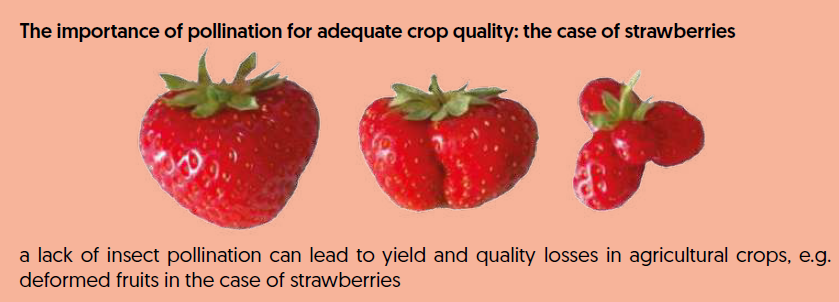 The importance of pollination for adequate crop quality: the case of strawberries
a lack of insect pollination can lead to yield and quality losses in agricultural crops, e.g.
deformed fruits in the case of strawberries